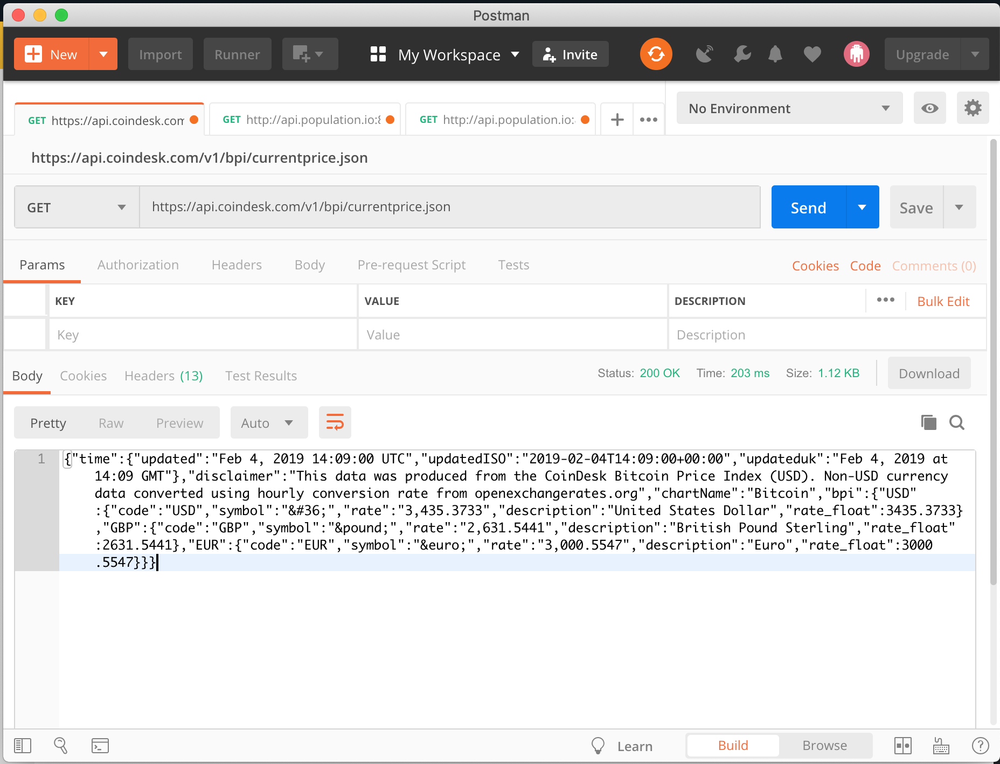 Postman
New
Import
Runner
My Workspace
Invite
Upgrade
GET https://api.coindesk.com
GET http://api.population.io:8
GET http://api.population.io:
No Environment
https://api.coindesk.com/v1/bpi/currentprice.json
GET
https://api.coindesk.com/v1/bpi/currentprice.json
Send
Save
Params
Authorization
Headers
Body
Pre-request Script
Tests
Cookies
Code
Comments (0)
KEY
VALUE
DESCRIPTION
Bulk Edit
Key
Value
Description
Body
Cookies
Headers (13)
Test Results
Status: 200 OK
Time: 203 ms
Size: 1.12 KB
Download
Pretty
Raw
Preview
Auto
1
{"time":{"updated":"Feb 4, 2019 14:09:00 UTC","updatedISO":"2019-02-04T14:09:00+00:00","updateduk":"Feb 4, 2019 at
14:09 GMT"},"disclaimer":"This data was produced from the CoinDesk Bitcoin Price Index (USD). Non-USD currency
data converted using hourly conversion rate from openexchangerates.org","chartName":"Bitcoin","bpi":{"USD"
:{"code":"USD","symbol":"&#36;","rate":"3,435.3733","description":"United States Dollar","rate_float":3435.3733}
,"GBP":{"code":"GBP","symbol":"&pound;","rate":"2,631.5441","description":"British Pound Sterling","rate_float"
:2631.5441},"EUR":{"code":"EUR","symbol":"&euro;","rate":"3,000.5547","description":"Euro","rate_float":3000
.5547}}}
Learn
Build
Browse